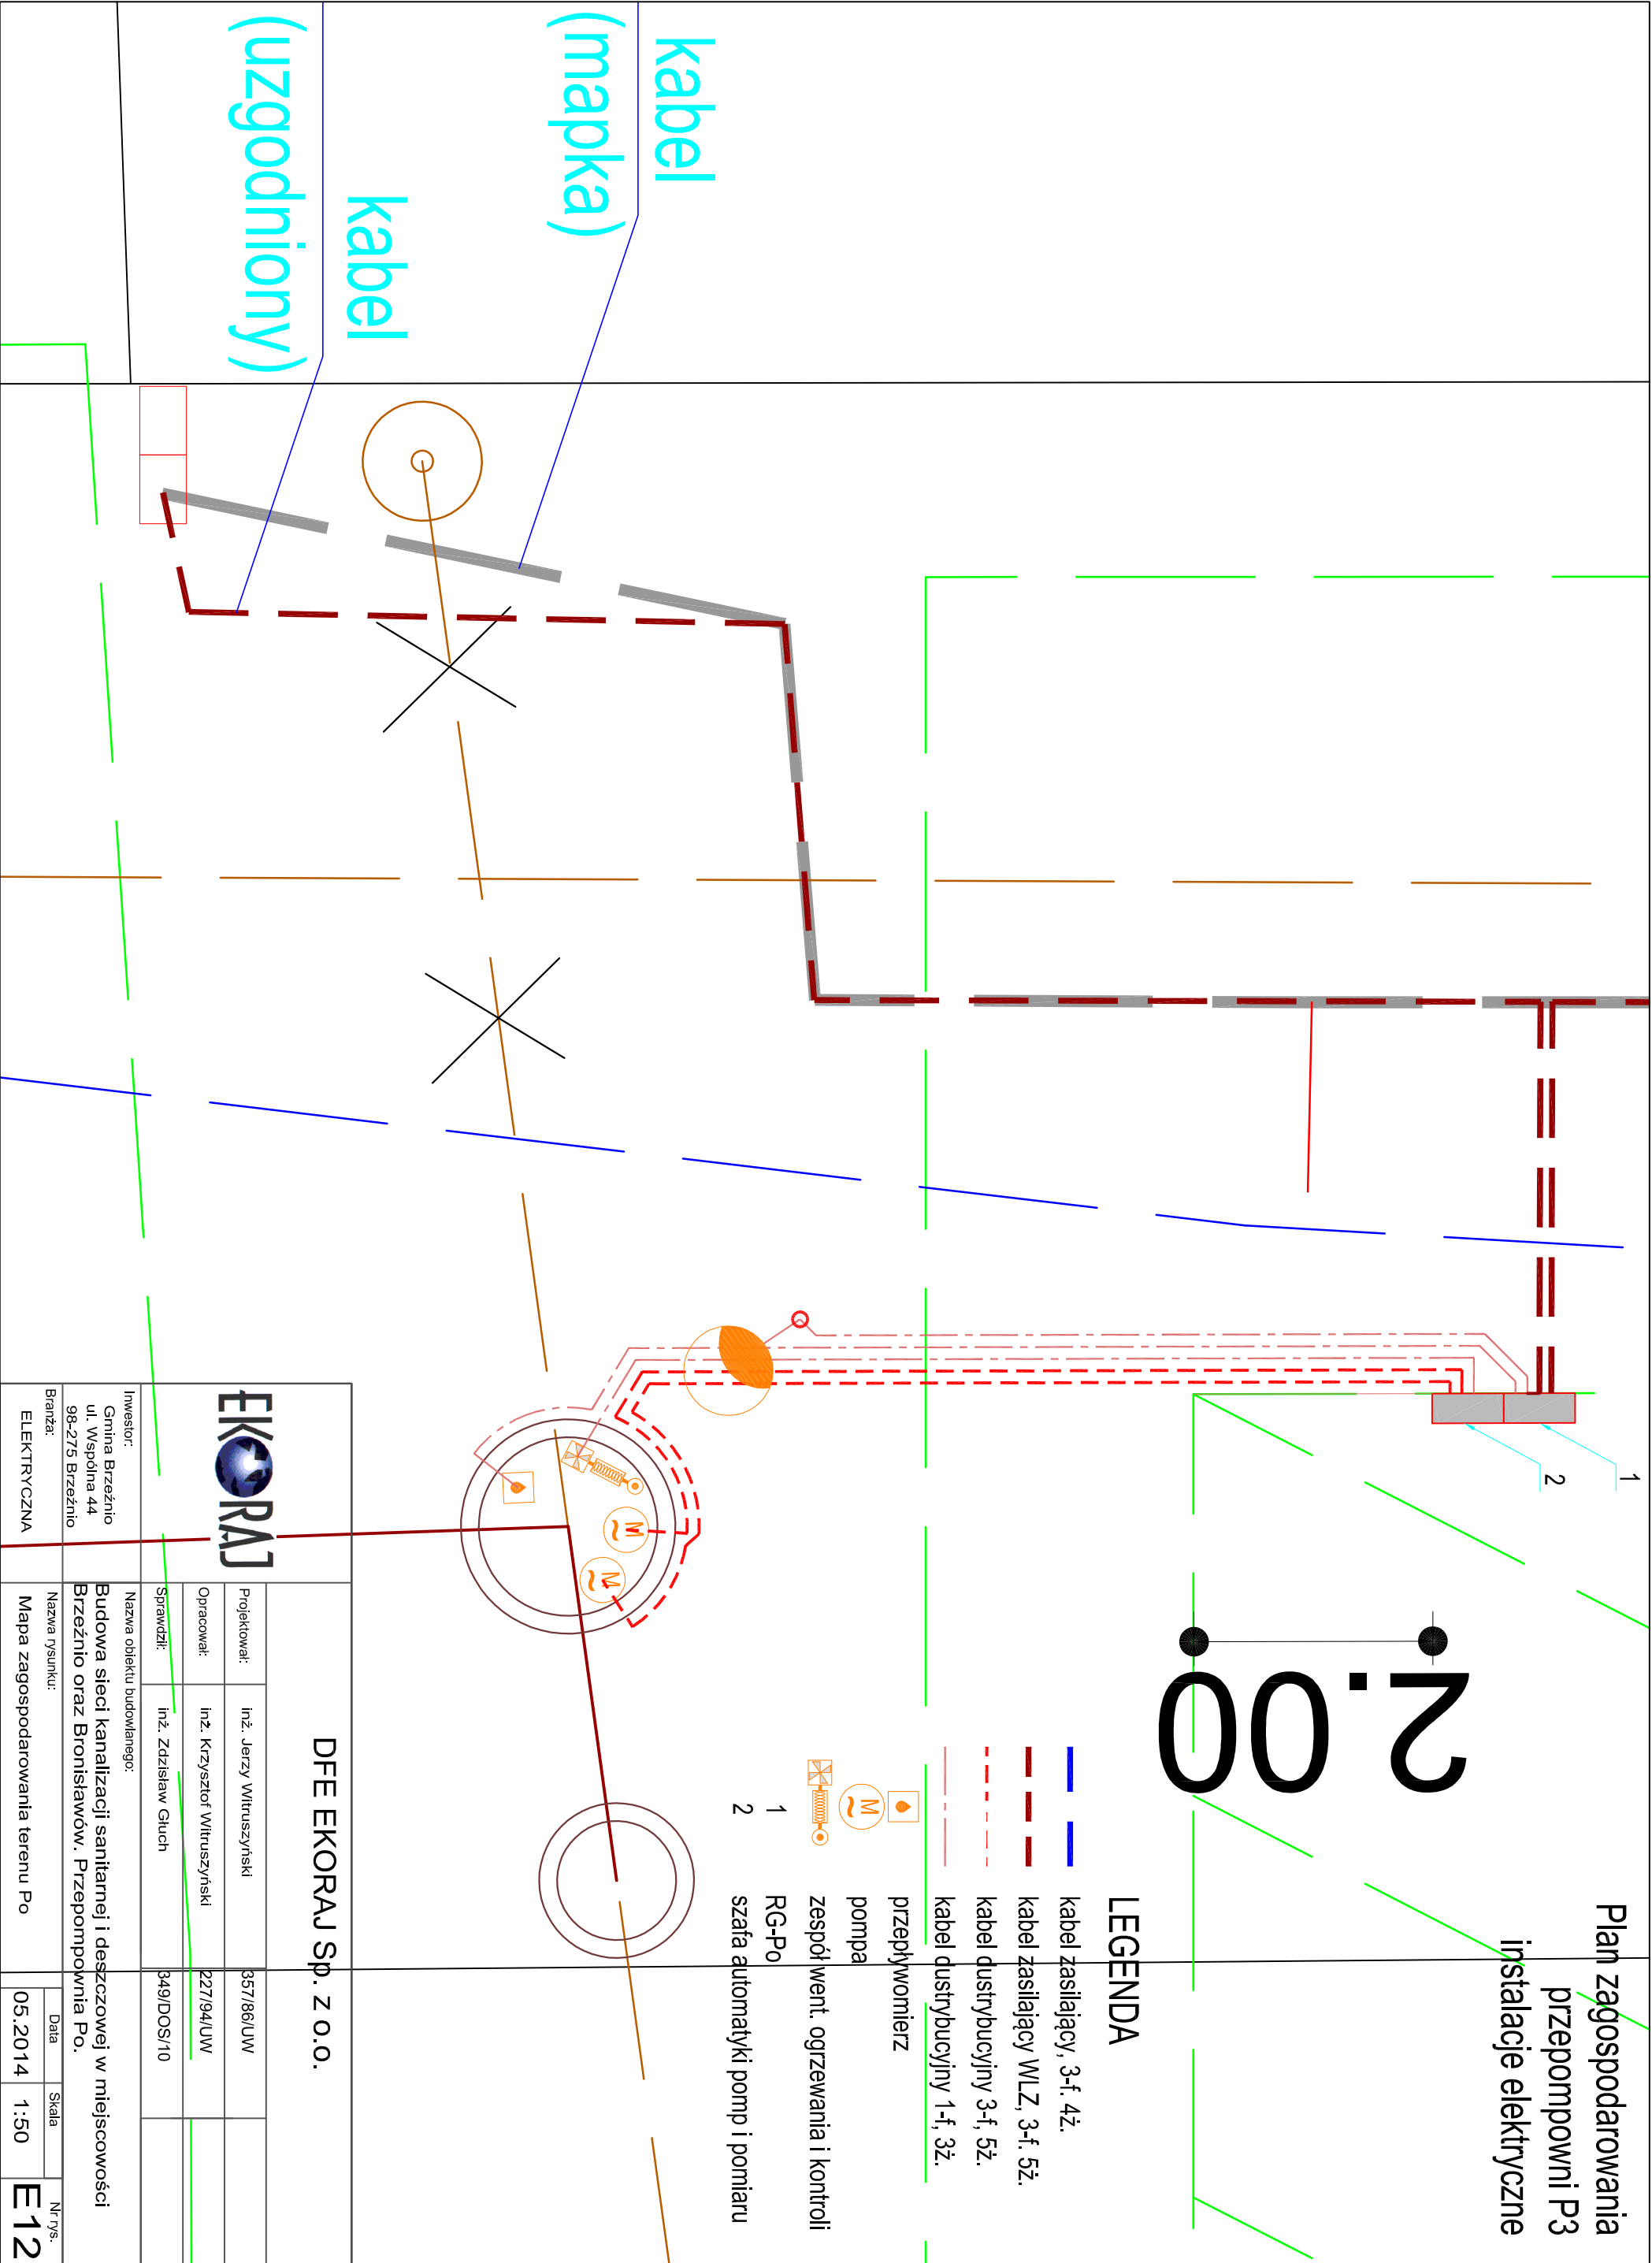 Plan zagospodarowania
przepompowni P3
instalacje elektryczne
kabel
(mapka)
kabel
(uzgodniony)
1
2
2.00
LEGENDA
kabel zasilający, 3-f. 4ż.
kabel zasilający WLZ, 3-f. 5ż.
kabel dustrybucyjny 3-f, 5ż.
kabel dustrybucyjny 1-f, 3ż.
przepływomierz
M
~
pompa
zespół went. ogrzewania i kontroli
1 RG-Po
2 szafa automatyki pomp i pomiaru
M
~
M
~
EKORAJ
DFE EKORAJ Sp. z o.o.
Projektował: inż. Jerzy Witruszyński 357/86/UW
Opracował: inż. Krzysztof Witruszyński 227/94/UW
Sprawdził: inż. Zdzisław Głuch 349/DOS/10
Inwestor:
Gmina Brzeźnio
ul. Wspólna 44
98-275 Brzeźnio
Nazwa obiektu budowlanego:
Budowa sieci kanalizacji sanitarnej i deszczowej w miejscowości
Brzeźnio oraz Bronisławów. Przepompownia Po.
Branża:
ELEKTRYCZNA
Nazwa rysunku:
Mapa zagospodarowania terenu Po
Data
05.2014
Skala
1:50
Nr rys.
E12